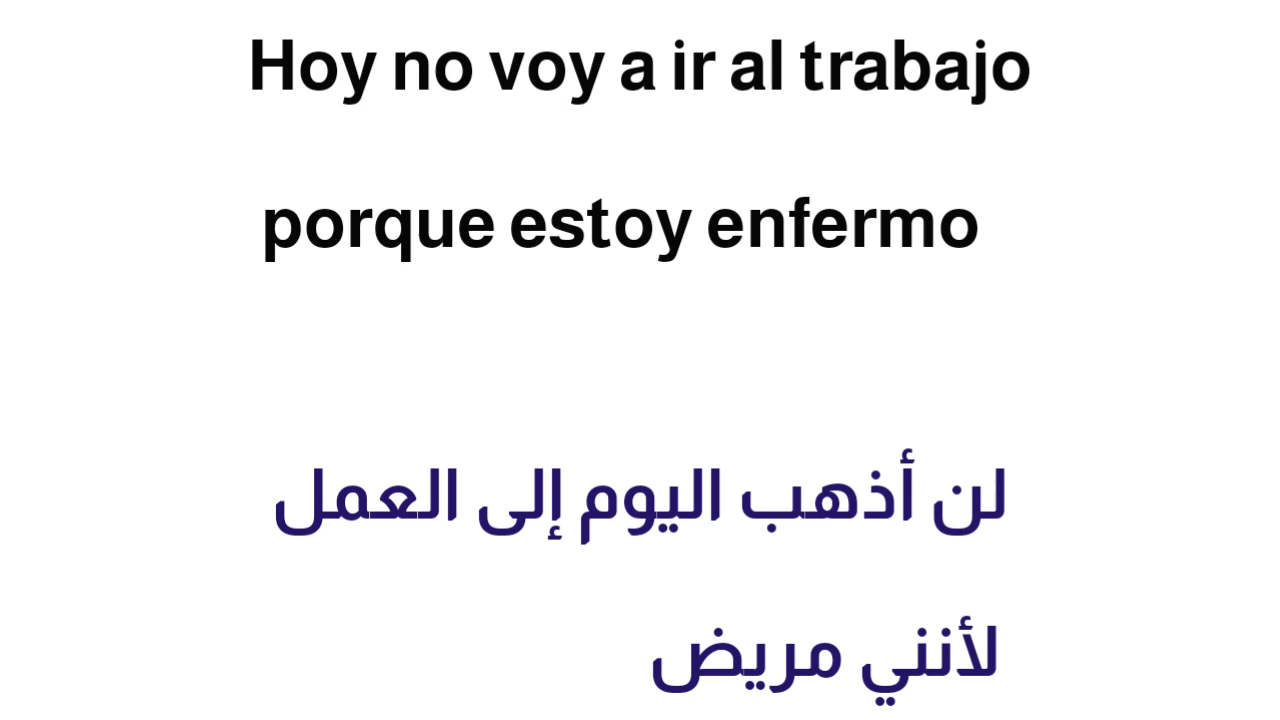 Hoy no voy a ir al trabajo
porque estoy enfermo
لن أذهب اليوم إلى العمل
لأنني مريض